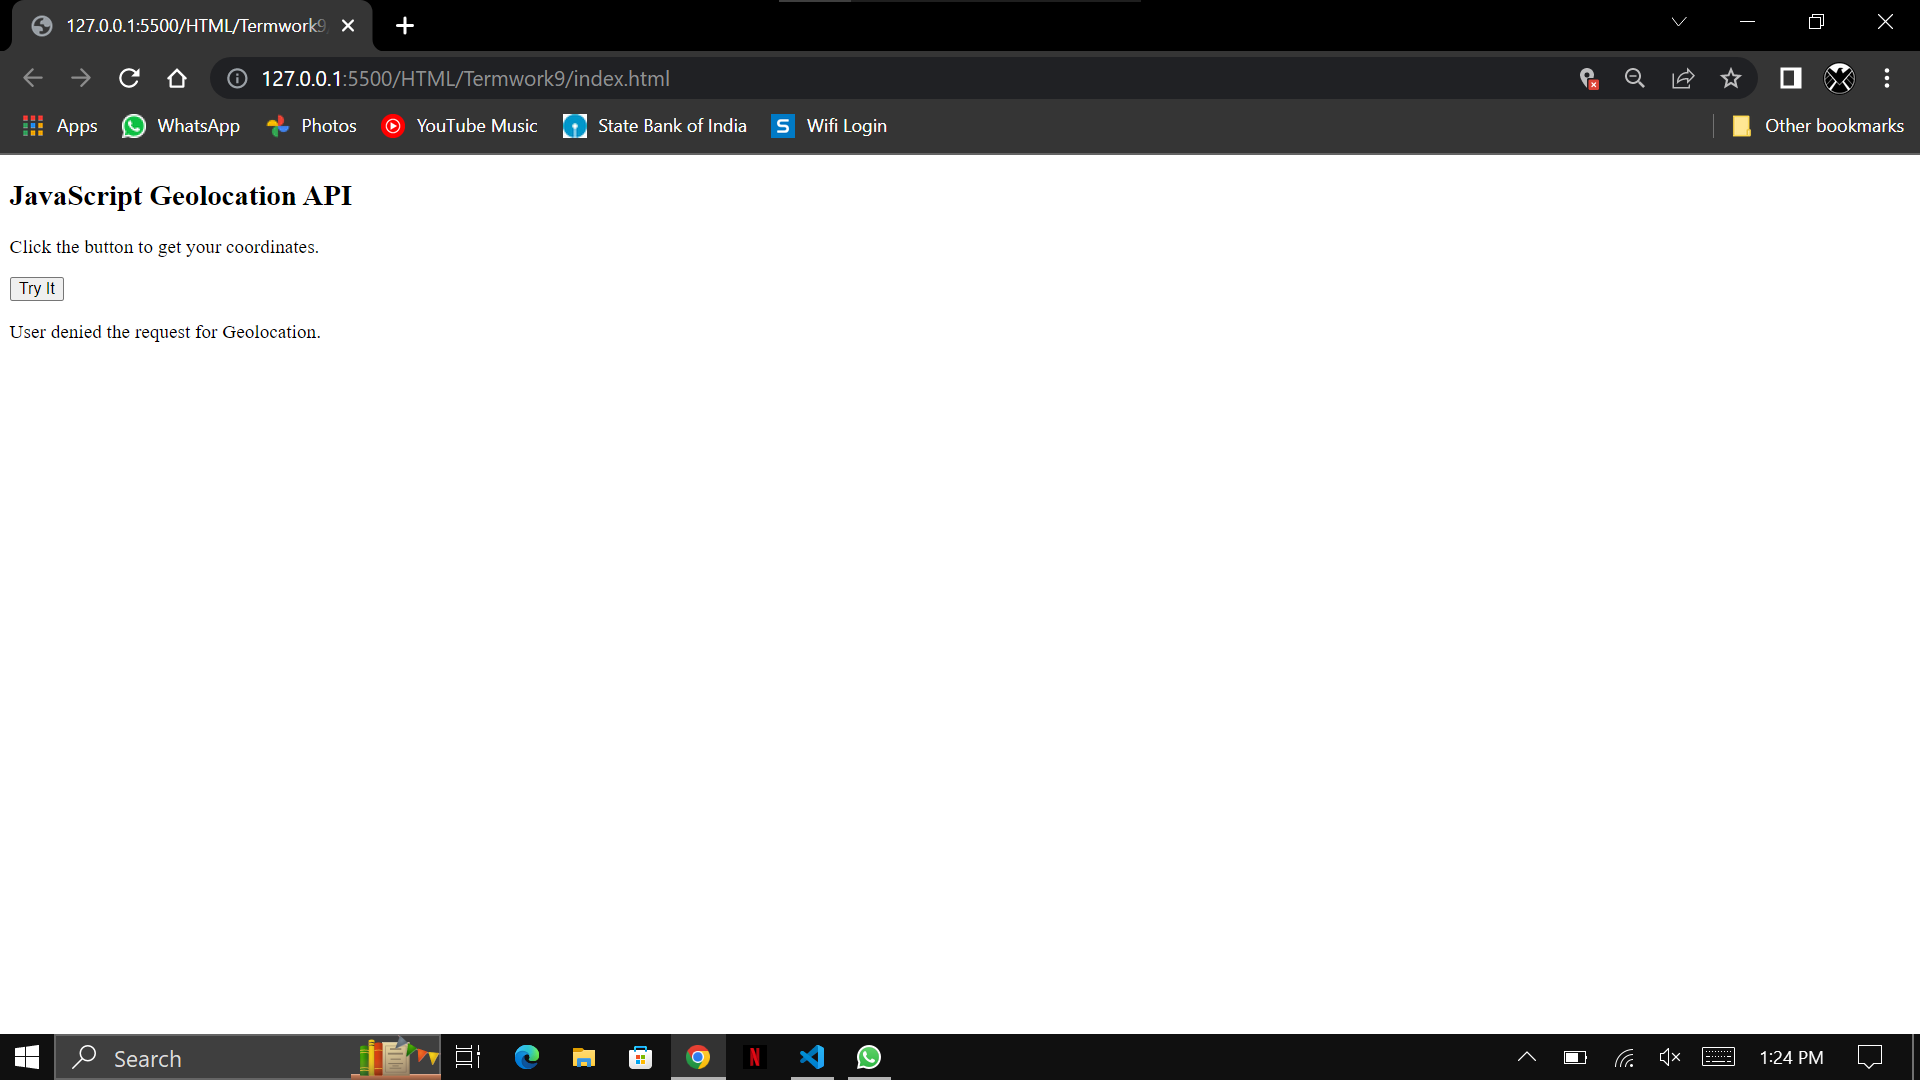 127.0.0.1:5500/HTML/Termwork9
127.0.0.1:5500/HTML/Termwork9/index.html
Apps WhatsApp Photos YouTube Music State Bank of India S Wifi Login Other bookmarks
JavaScript Geolocation API
Click the button to get your coordinates.
Try It
User denied the request for Geolocation.
Search N 1:24 PM